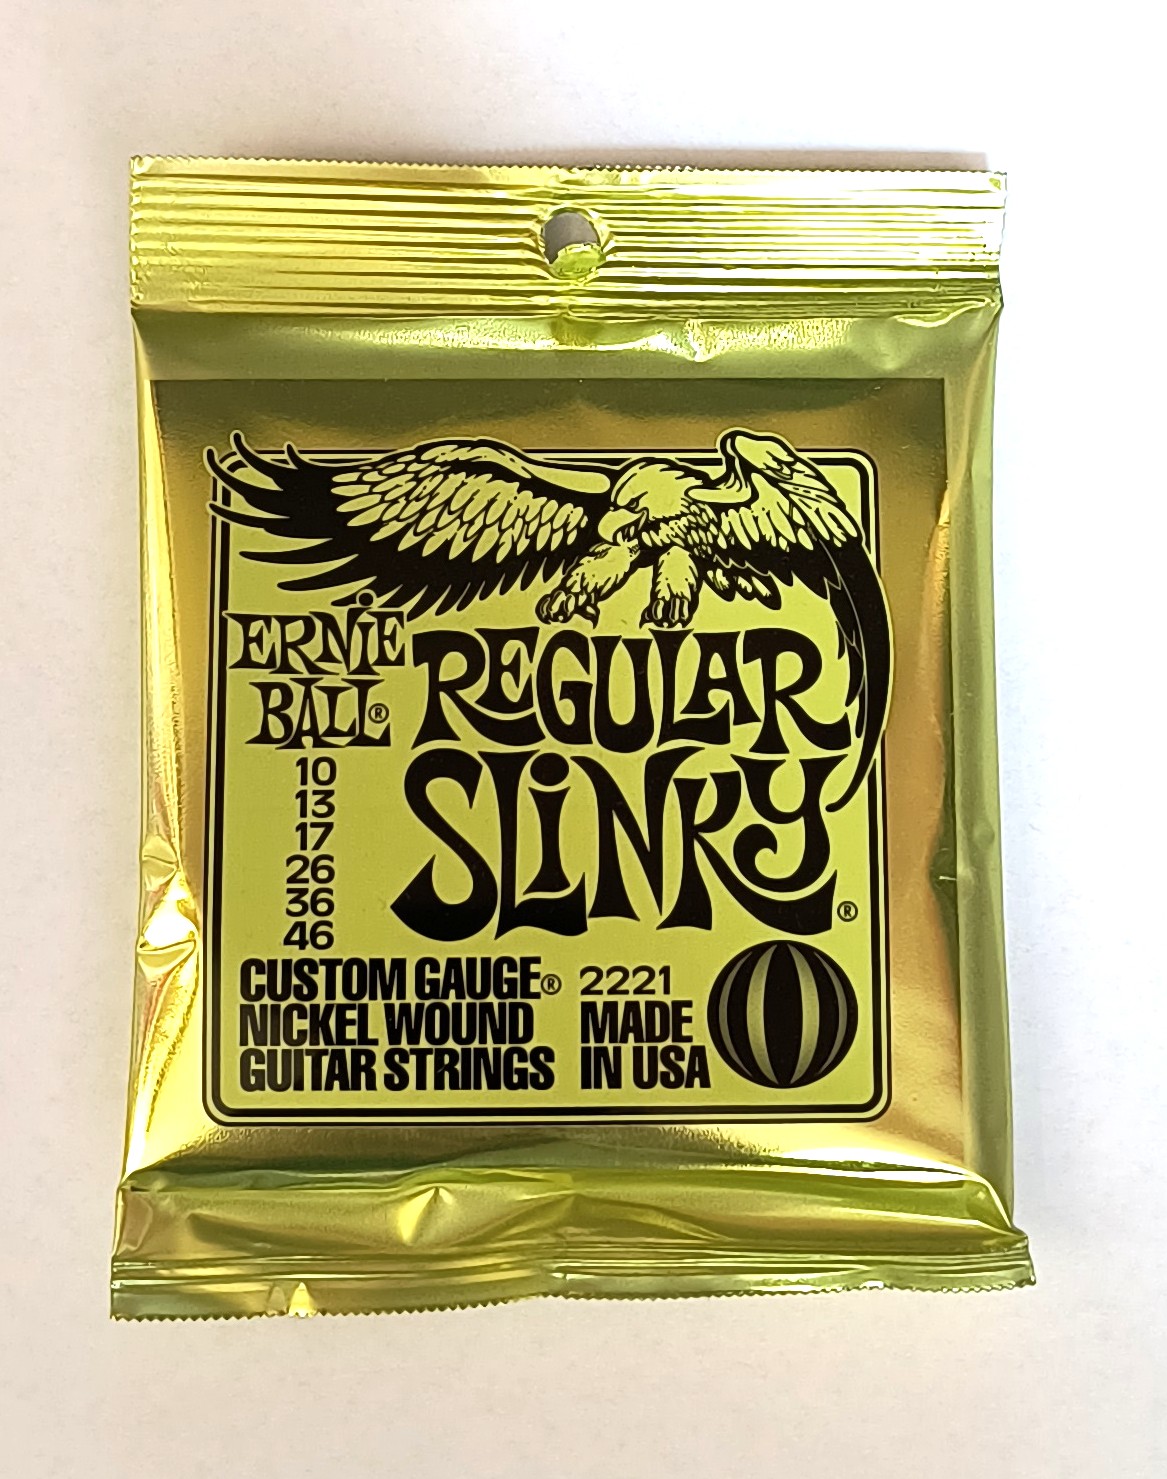 ERNiE
BALL®
REGULAR
SLiNKY®
10
13
17
26
36
46
CUSTOM GAUGE®
NICKEL WOUND
GUITAR STRINGS
2221
MADE
IN USA